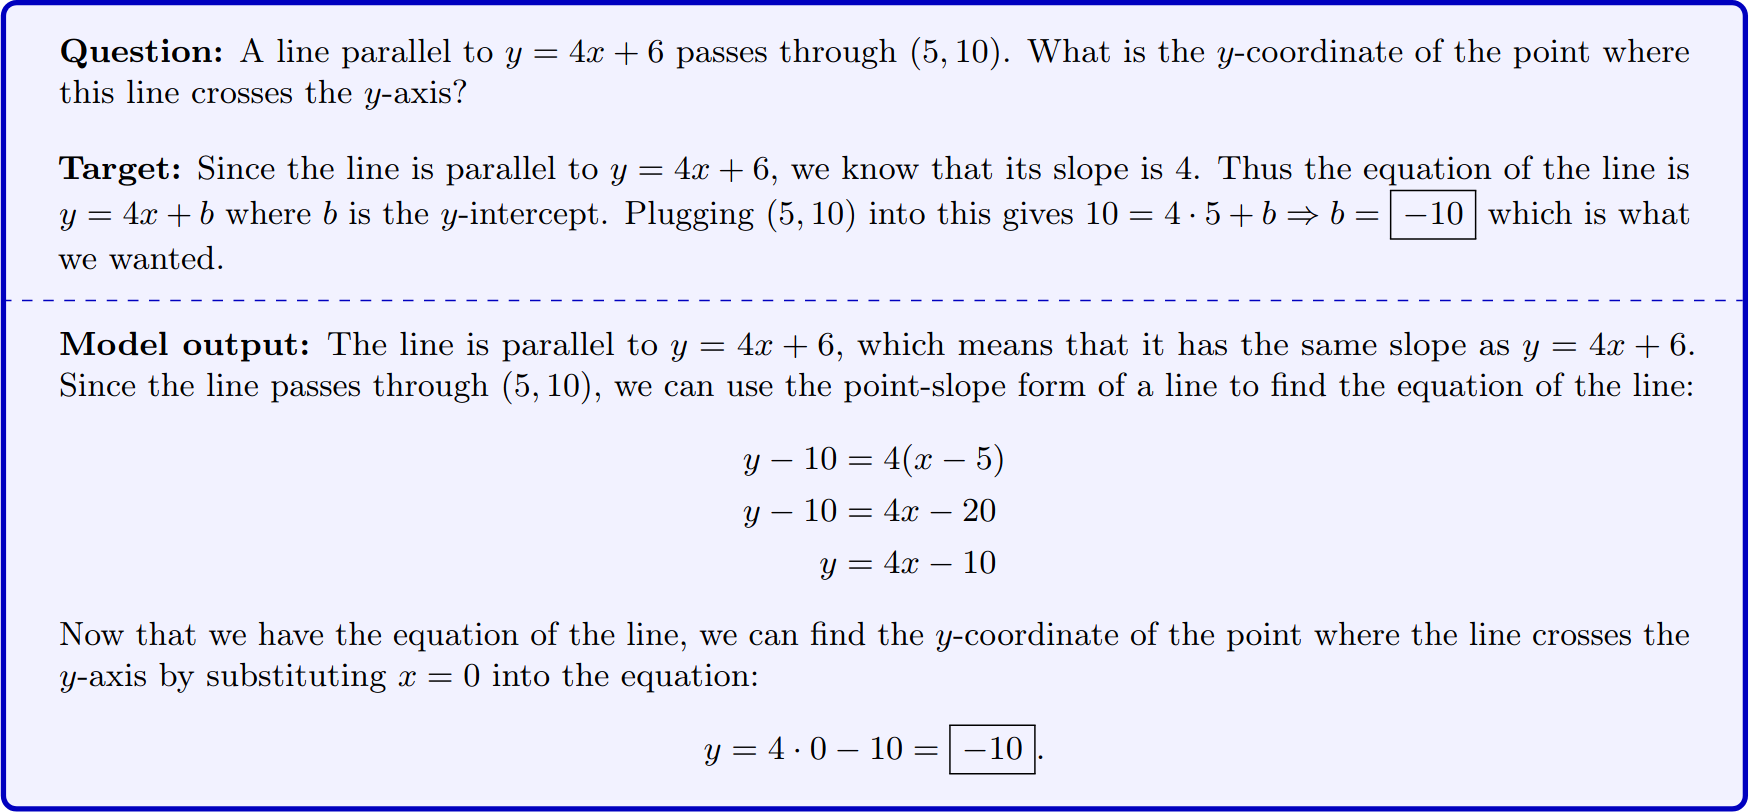 Question: A line parallel to y = 4x + 6 passes through (5, 10). What is the y-coordinate of the point where
this line crosses the y-axis?
Target: Since the line is parallel to y = 4x + 6, we know that its slope is 4. Thus the equation of the line is
y = 4x + b where b is the y-intercept. Plugging (5, 10) into this gives 10 = 4 · 5 + b ⇒ b = −10 which is what
we wanted.
Model output: The line is parallel to y = 4x + 6, which means that it has the same slope as y = 4x + 6.
Since the line passes through (5, 10), we can use the point-slope form of a line to find the equation of the line:
y − 10 = 4(x − 5)
y − 10 = 4x − 20
y = 4x − 10
Now that we have the equation of the line, we can find the y-coordinate of the point where the line crosses the
y-axis by substituting x = 0 into the equation:
y = 4 · 0 − 10 = −10.